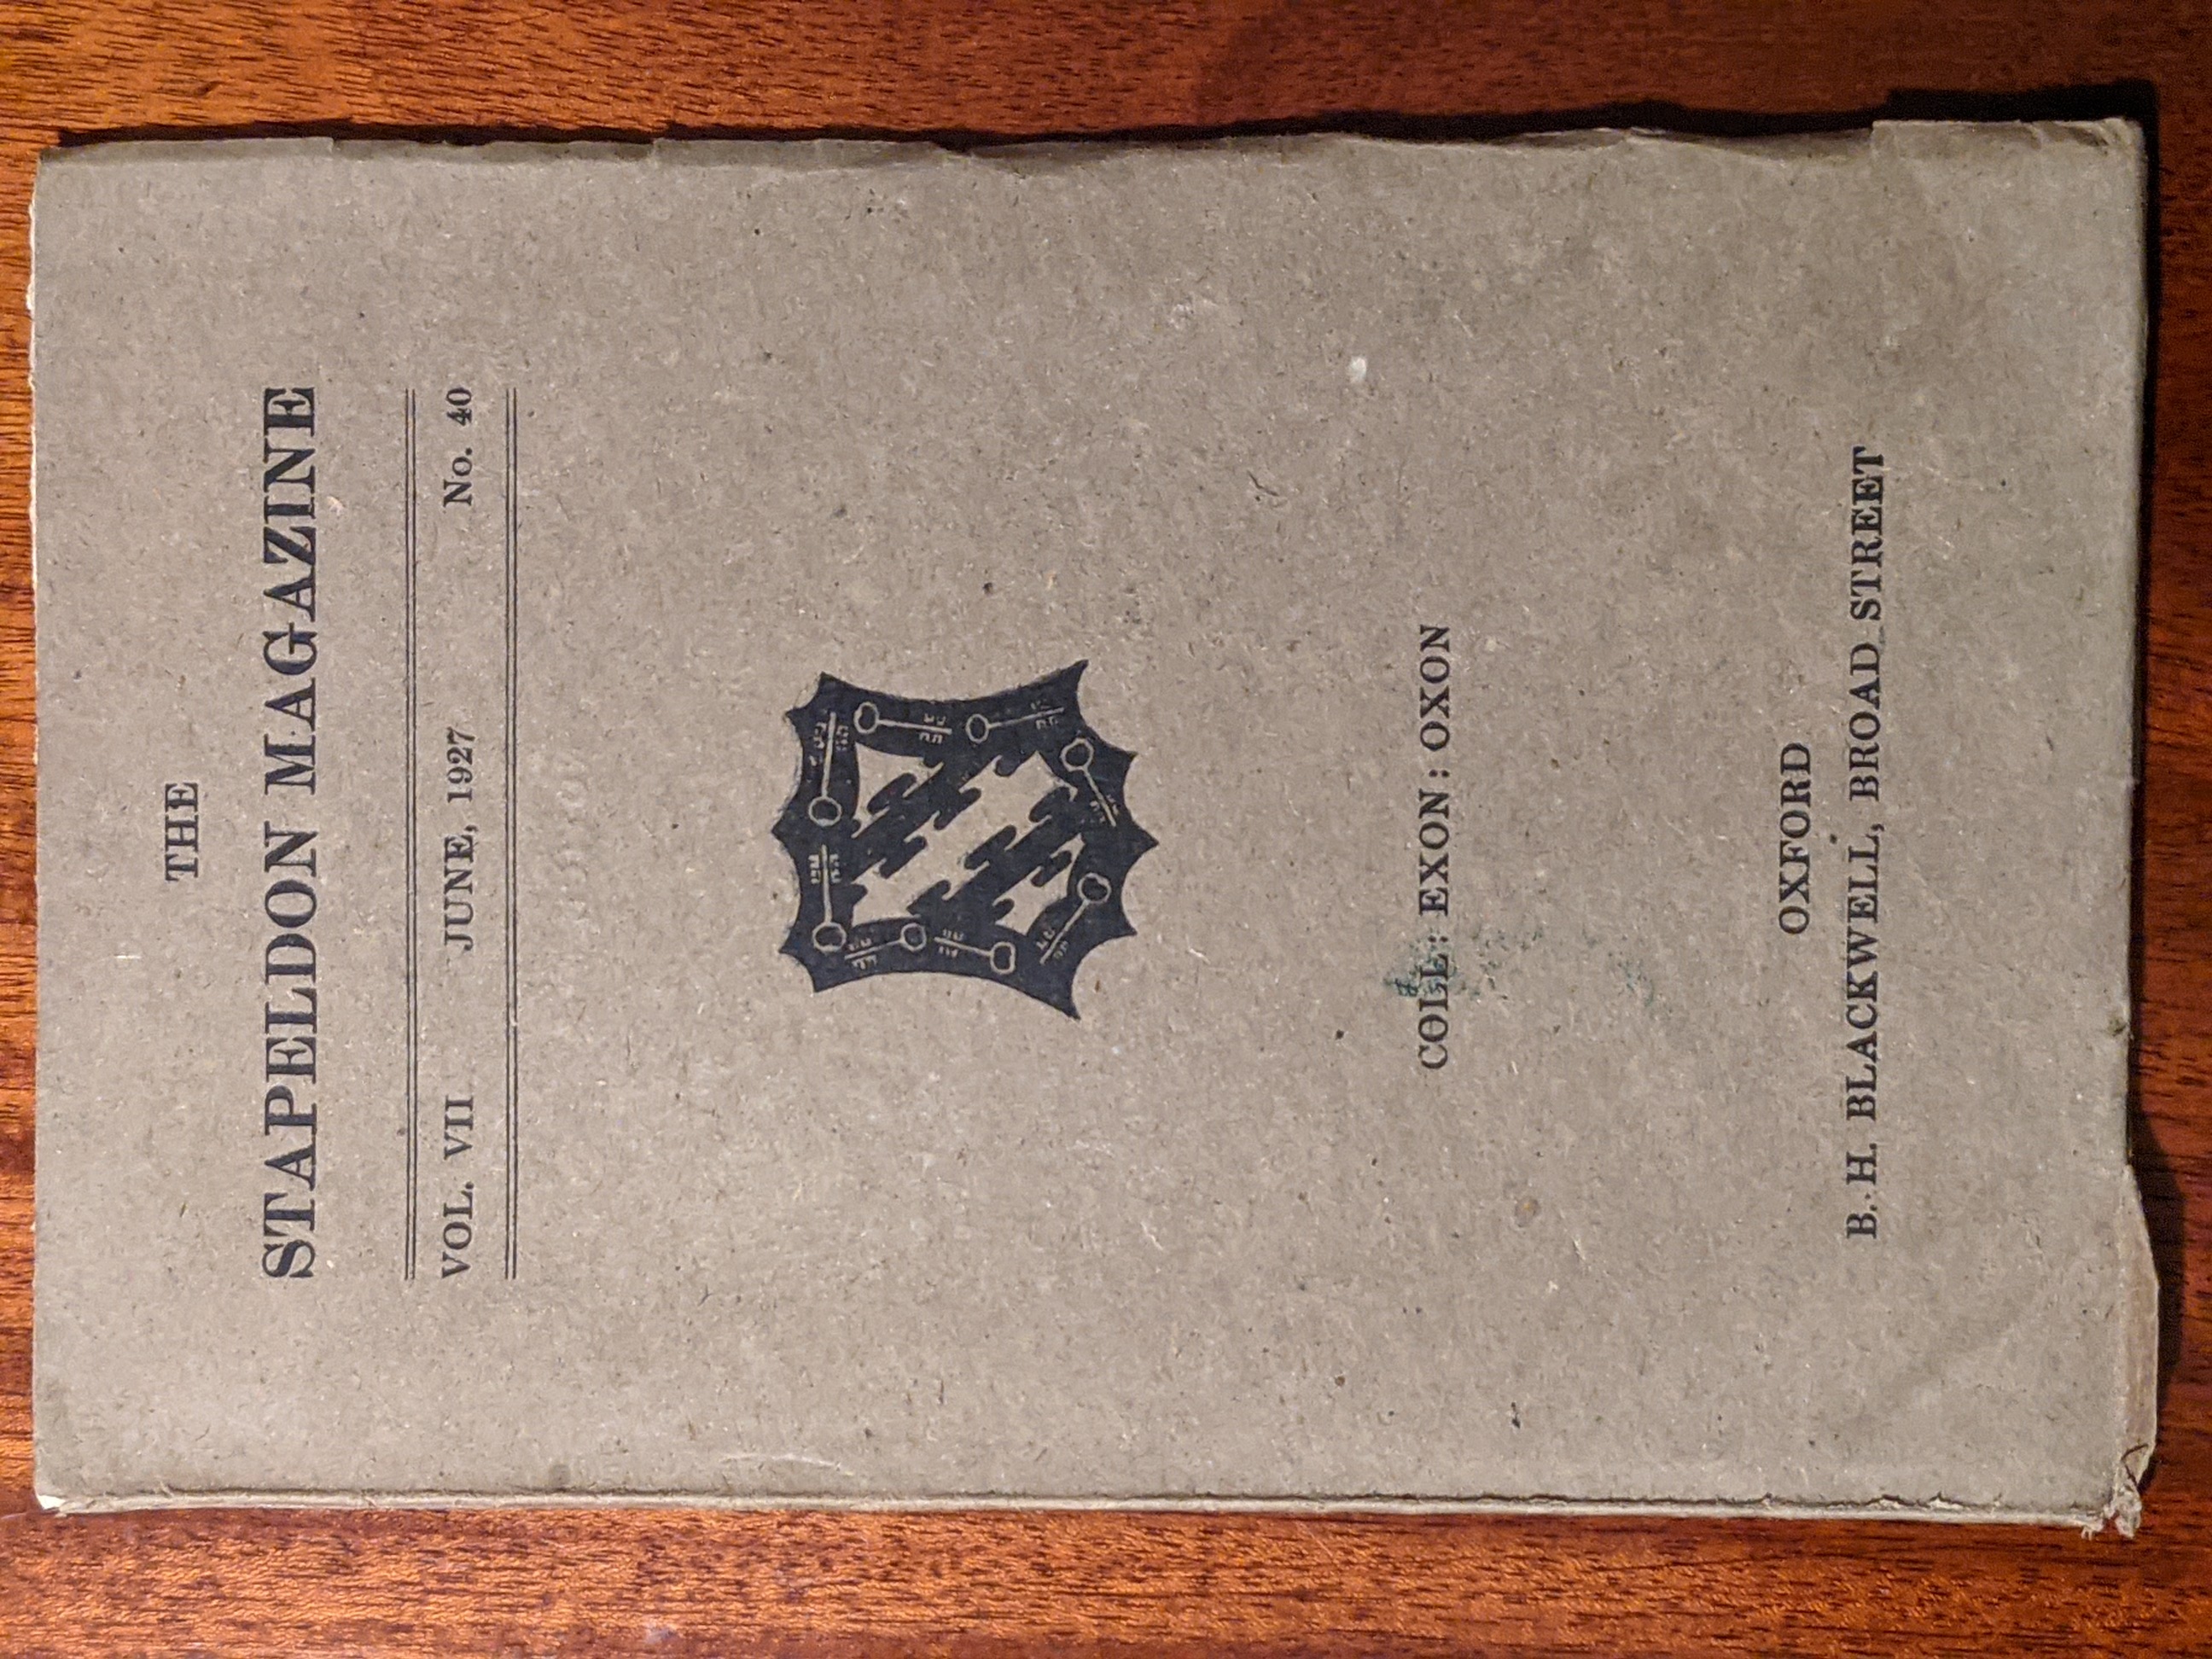 THE
STAPELDON MAGAZINE
VOL. VII JUNE, 1927 No. 40
COLL: EXON: OXON
OXFORD
B. H. BLACKWELL, BROAD STREET